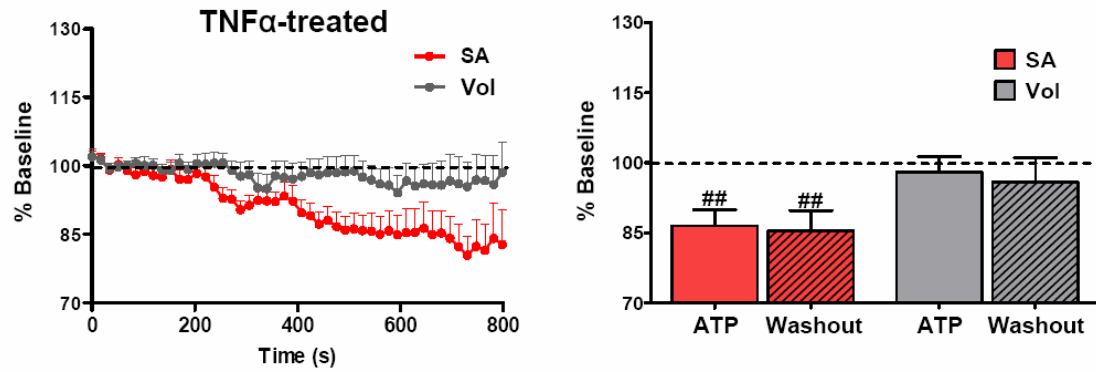 TNFα-treated
% Baseline
130
115
100
85
70
SA
Vol
0 200 400 600 800
Time (s)
% Baseline
130
115
100
85
70
SA
Vol
## ##
ATP Washout ATP Washout